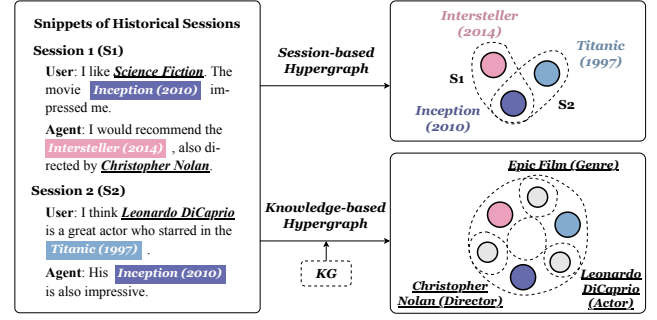 Snippets of Historical Sessions
Session 1 (S1)
User: I like Science Fiction. The
movie Inception (2010) im-
pressed me.
Agent: I would recommend the
Intersteller (2014) , also di-
rected by Christopher Nolan.
Session 2 (S2)
User: I think Leonardo DiCaprio
is a great actor who starred in the
Titanic (1997) .
Agent: His Inception (2010)
is also impressive.
Session-based
Hypergraph
Knowledge-based
Hypergraph
KG
Intersteller
(2014)
Titanic
(1997)
S1
S2
Inception
(2010)
Epic Film (Genre)
Christopher
Nolan (Director)
Leonardo
DiCaprio
(Actor)